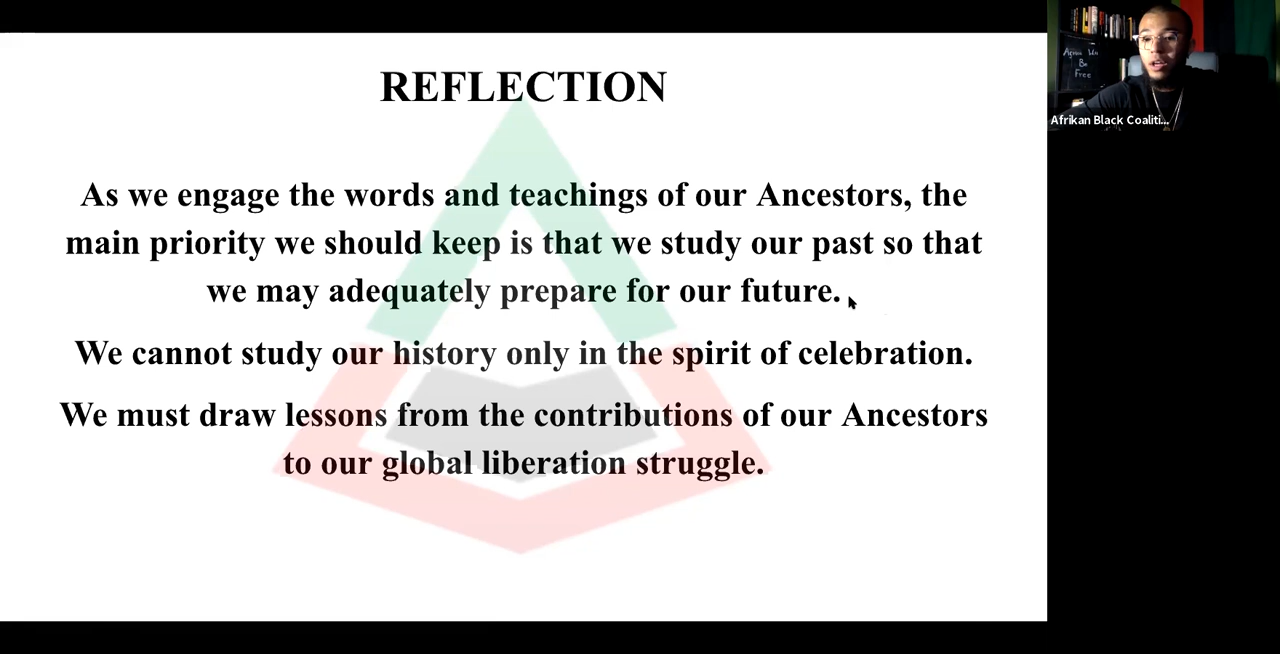 REFLECTION
As we engage the words and teachings of our Ancestors, the
main priority we should keep is that we study our past so that
we may adequately prepare for our future.
We cannot study our history only in the spirit of celebration.
We must draw lessons from the contributions of our Ancestors
to our global liberation struggle.
Be
Free
Afrikan Black Coaliti...